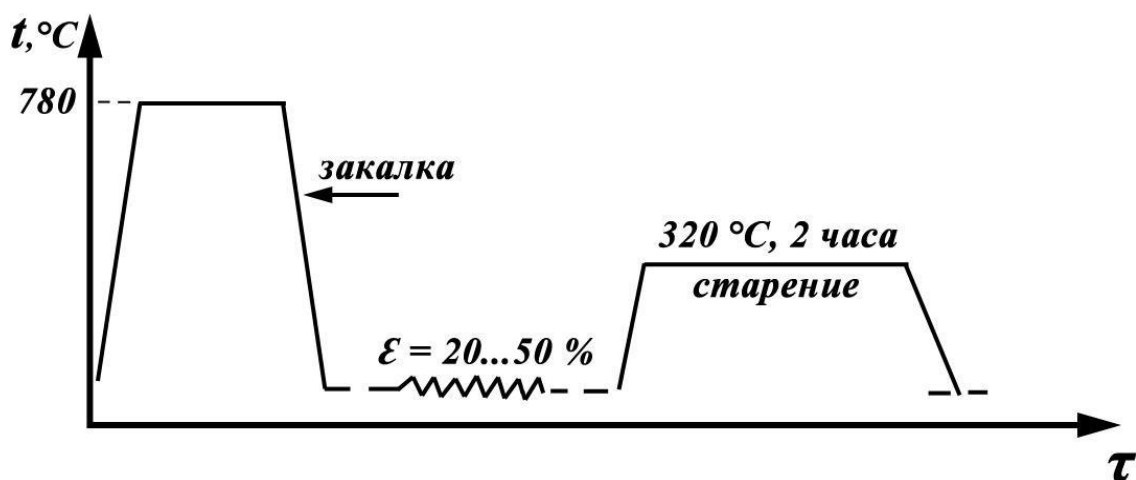 t,°C
780
закалка
320 °C, 2 часа
старение
ε = 20...50 %
τ